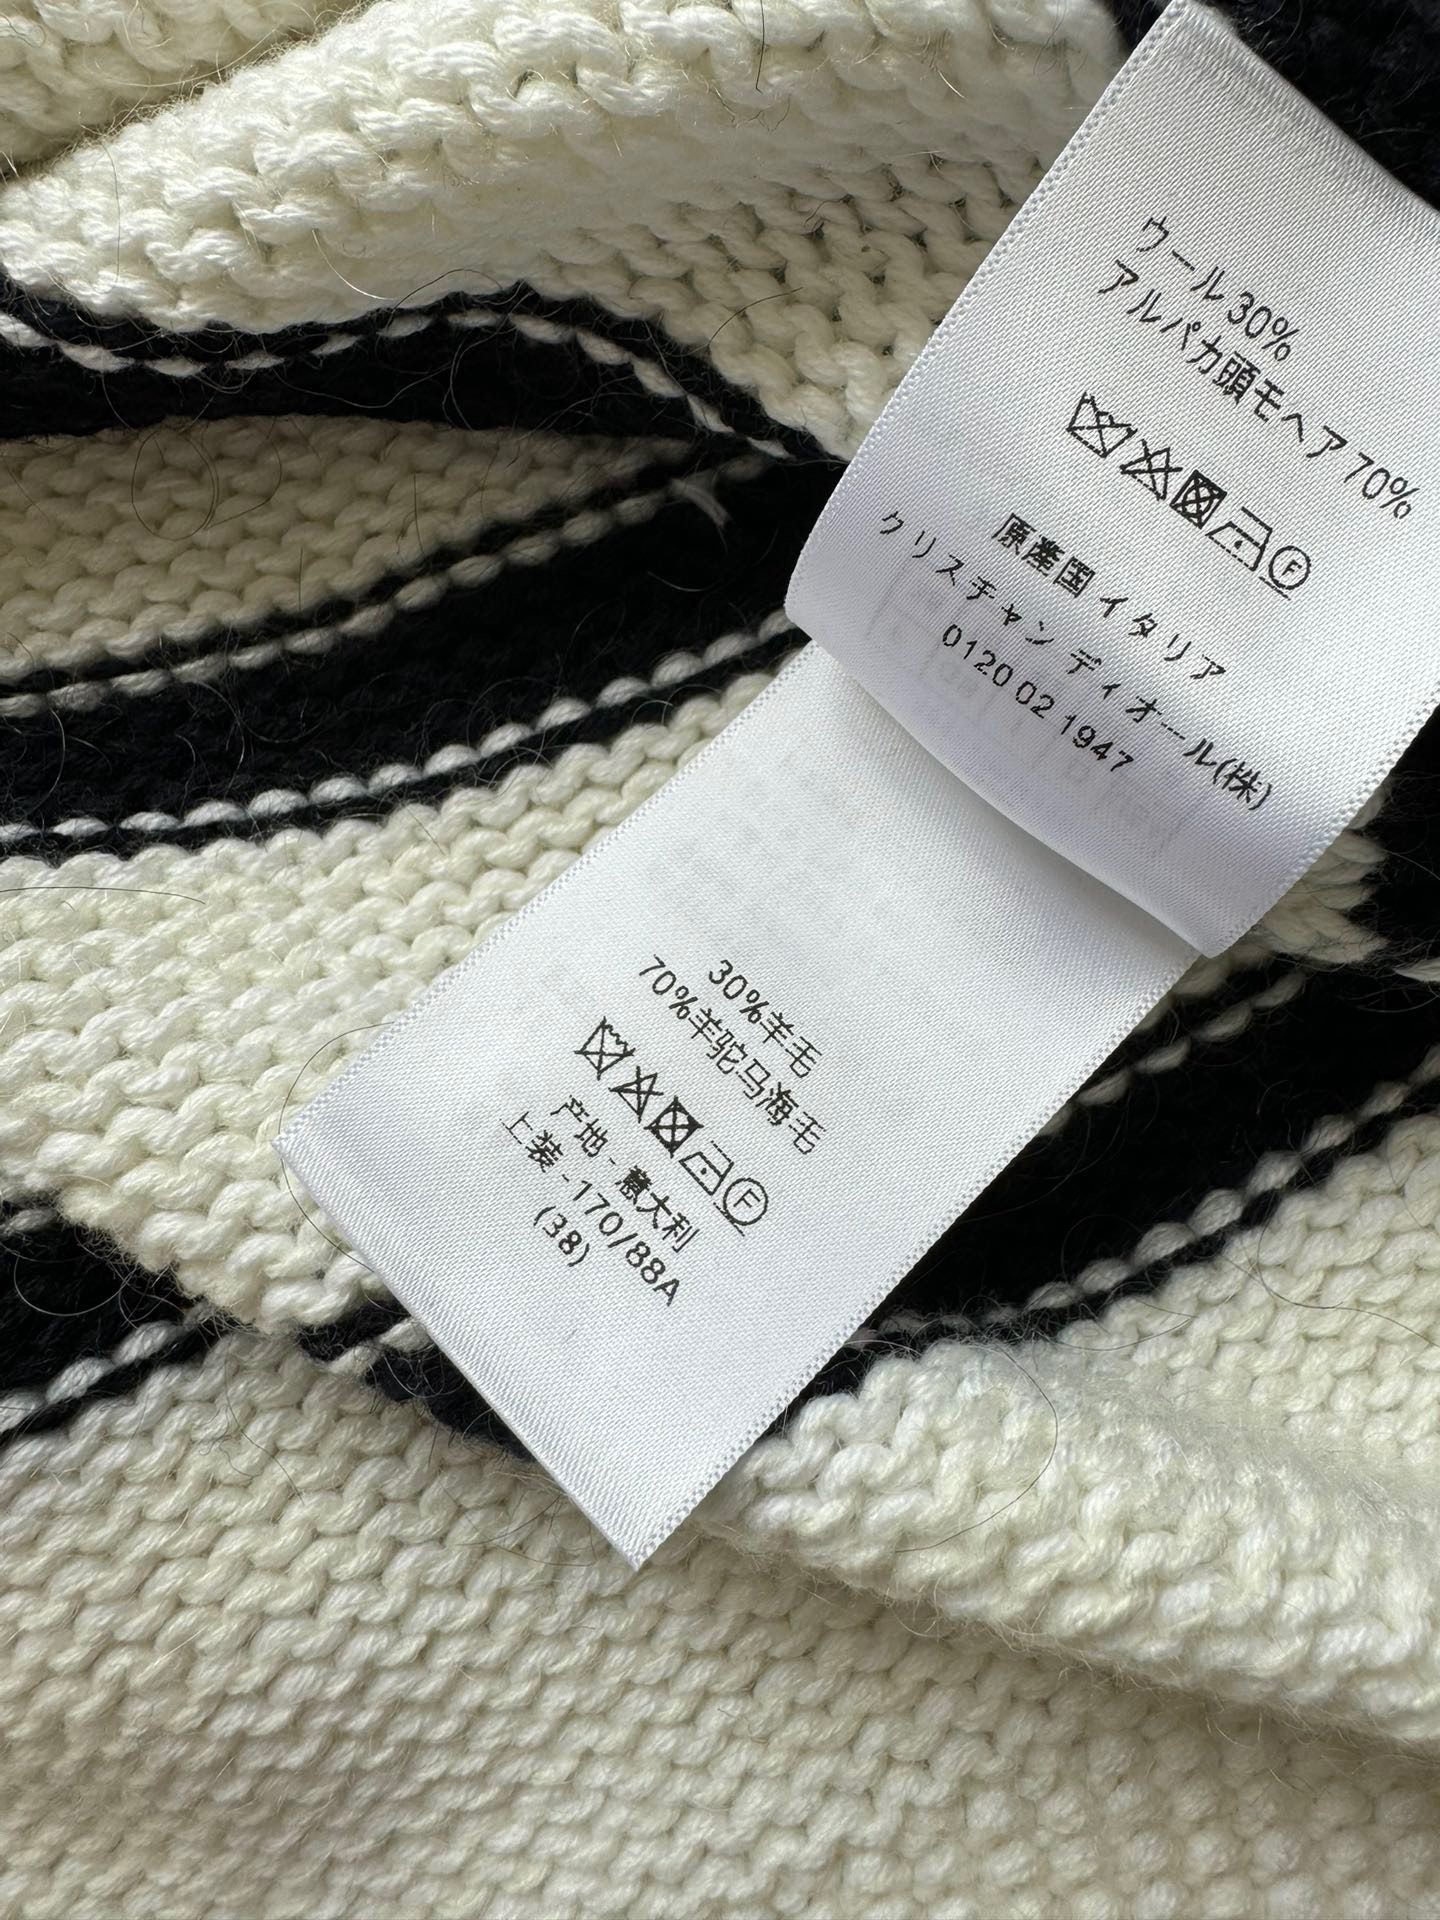 ウール 30%
アルパカ頭モヘア 70%
F
原産国 イタリア
クリスチャン ディオール(株)
0120 02 1947
30%羊毛
70%羊驼马海毛
F
产地 - 意大利
上装 - 170/88A
(38)